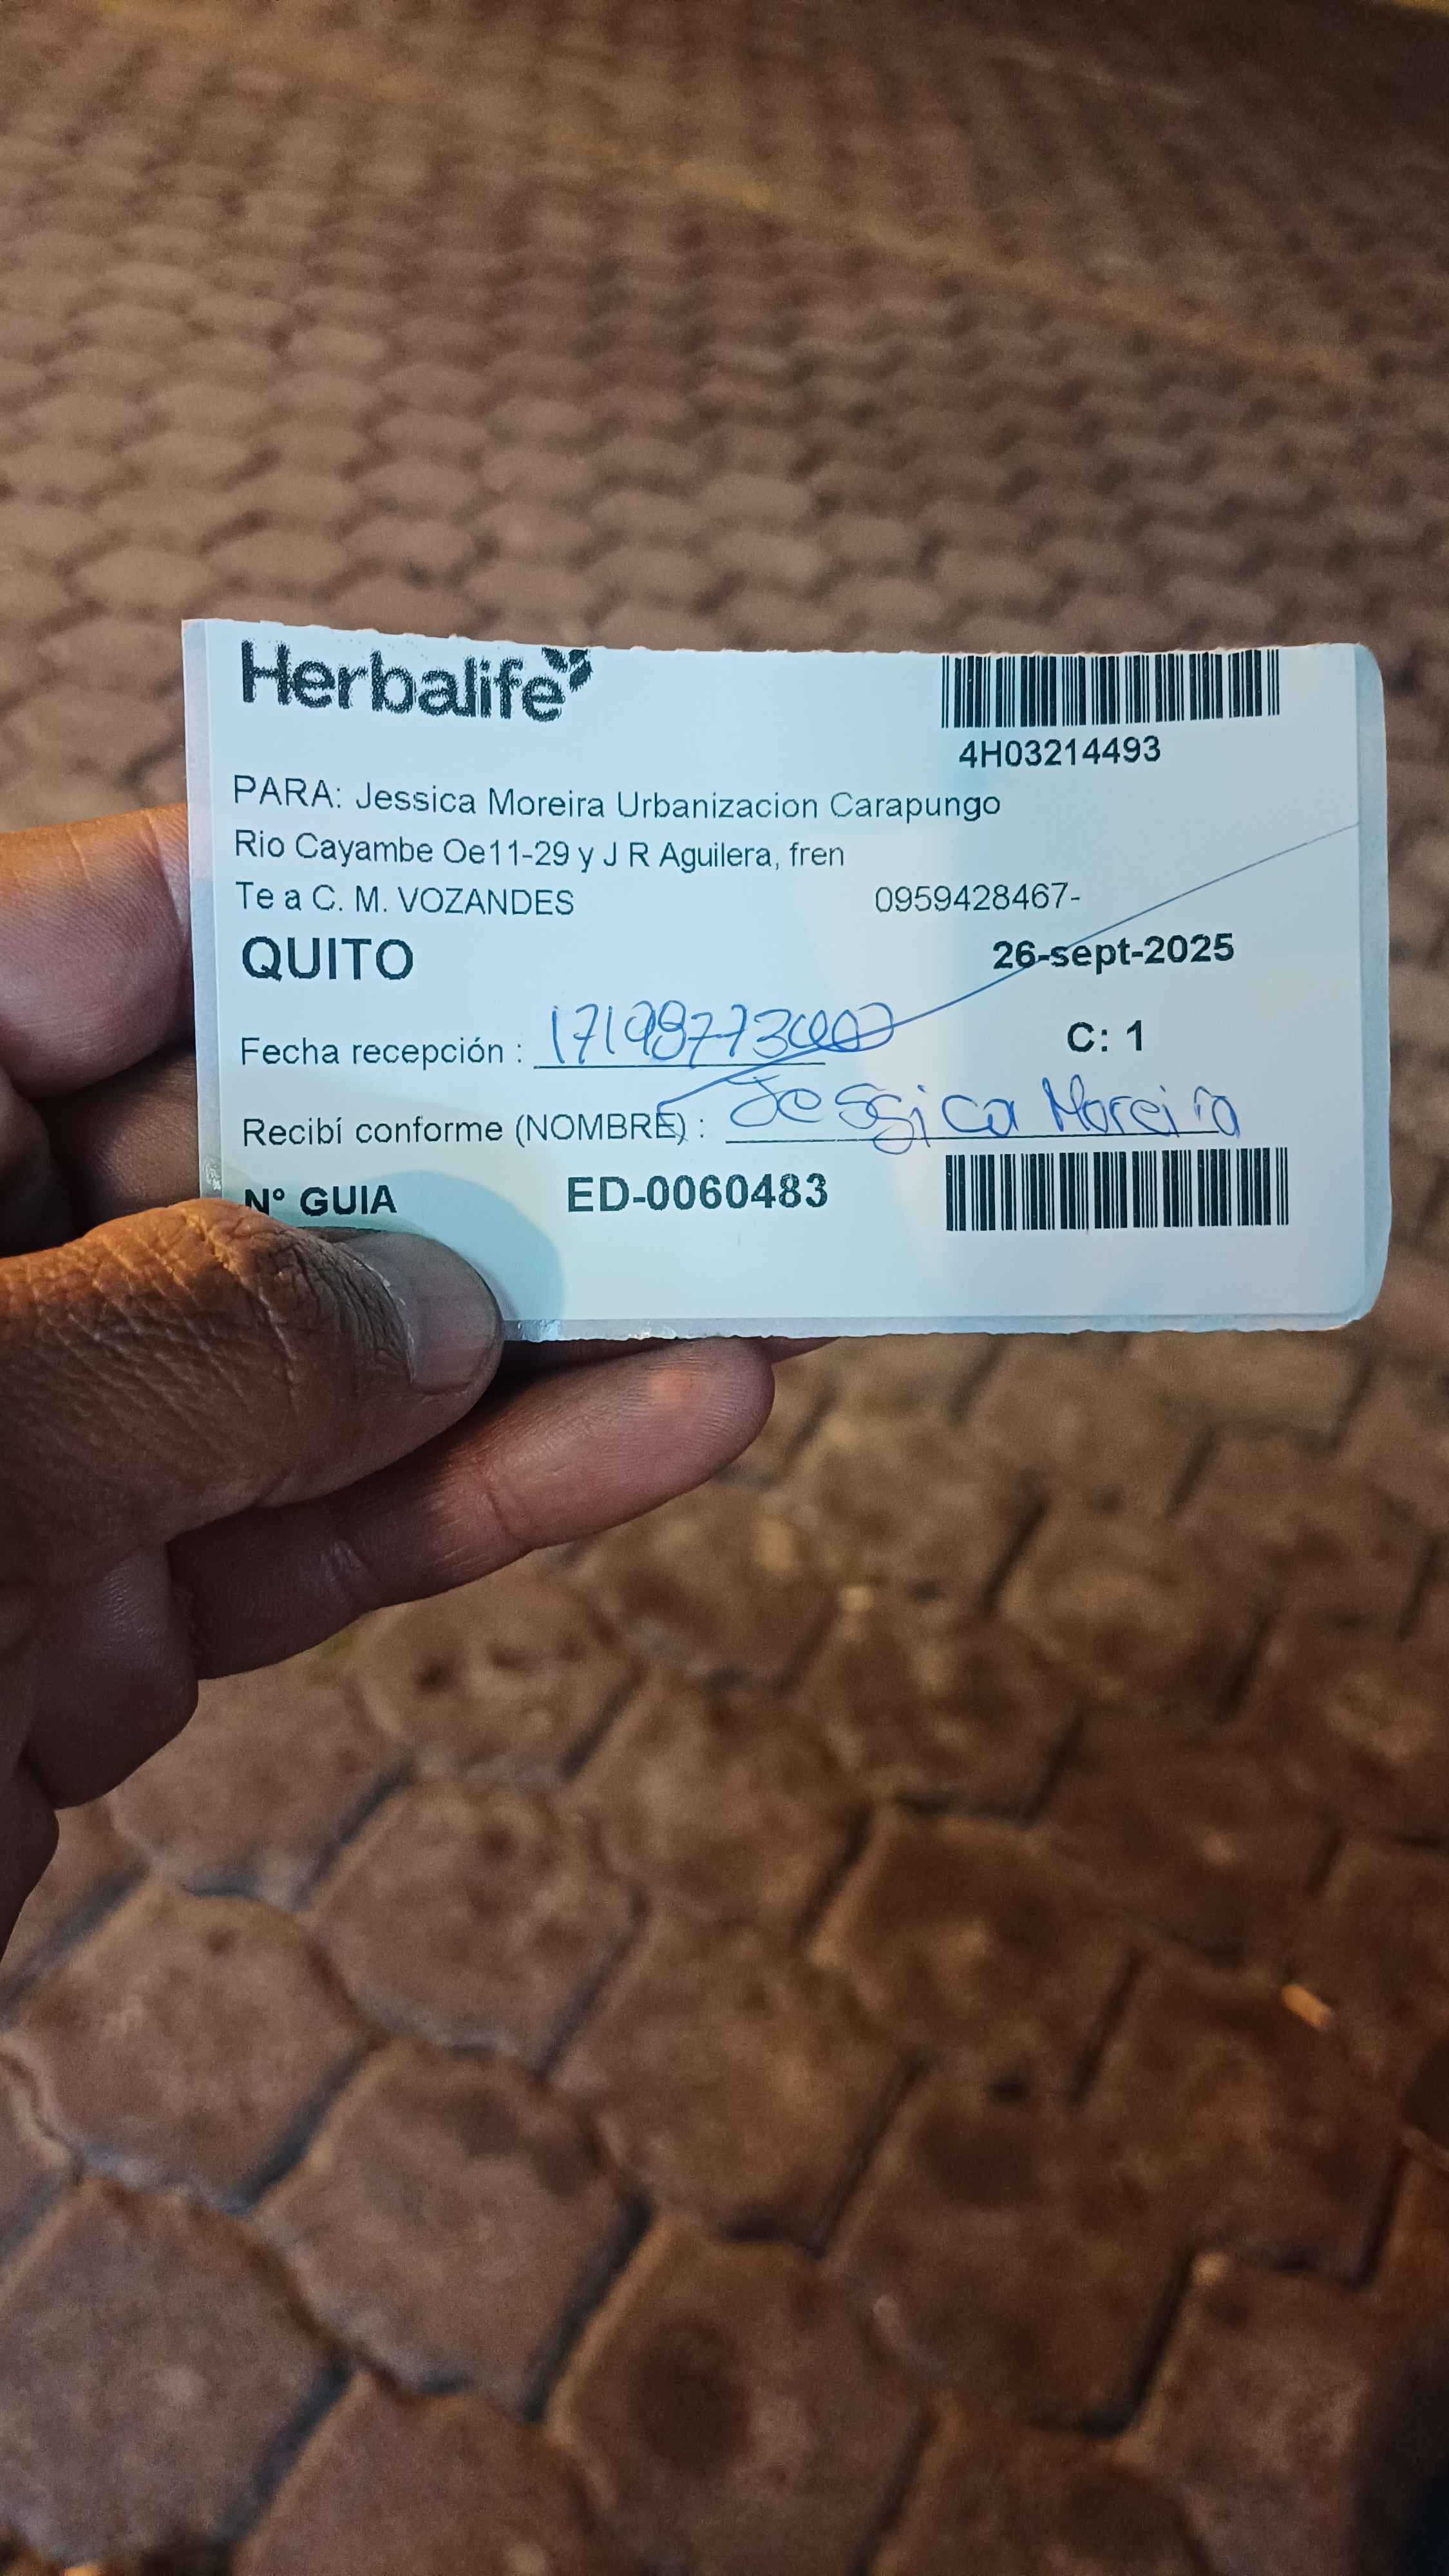 Herbalife
4H03214493
PARA: Jessica Moreira Urbanizacion Carapungo
Rio Cayambe Oe11-29 y J R Aguilera, fren
Te a C. M. VOZANDES 0959428467-
QUITO 26-sept-2025
Fecha recepción :
C: 1
Recibí conforme (NOMBRE) : Jessica Moreira
N° GUIA ED-0060483